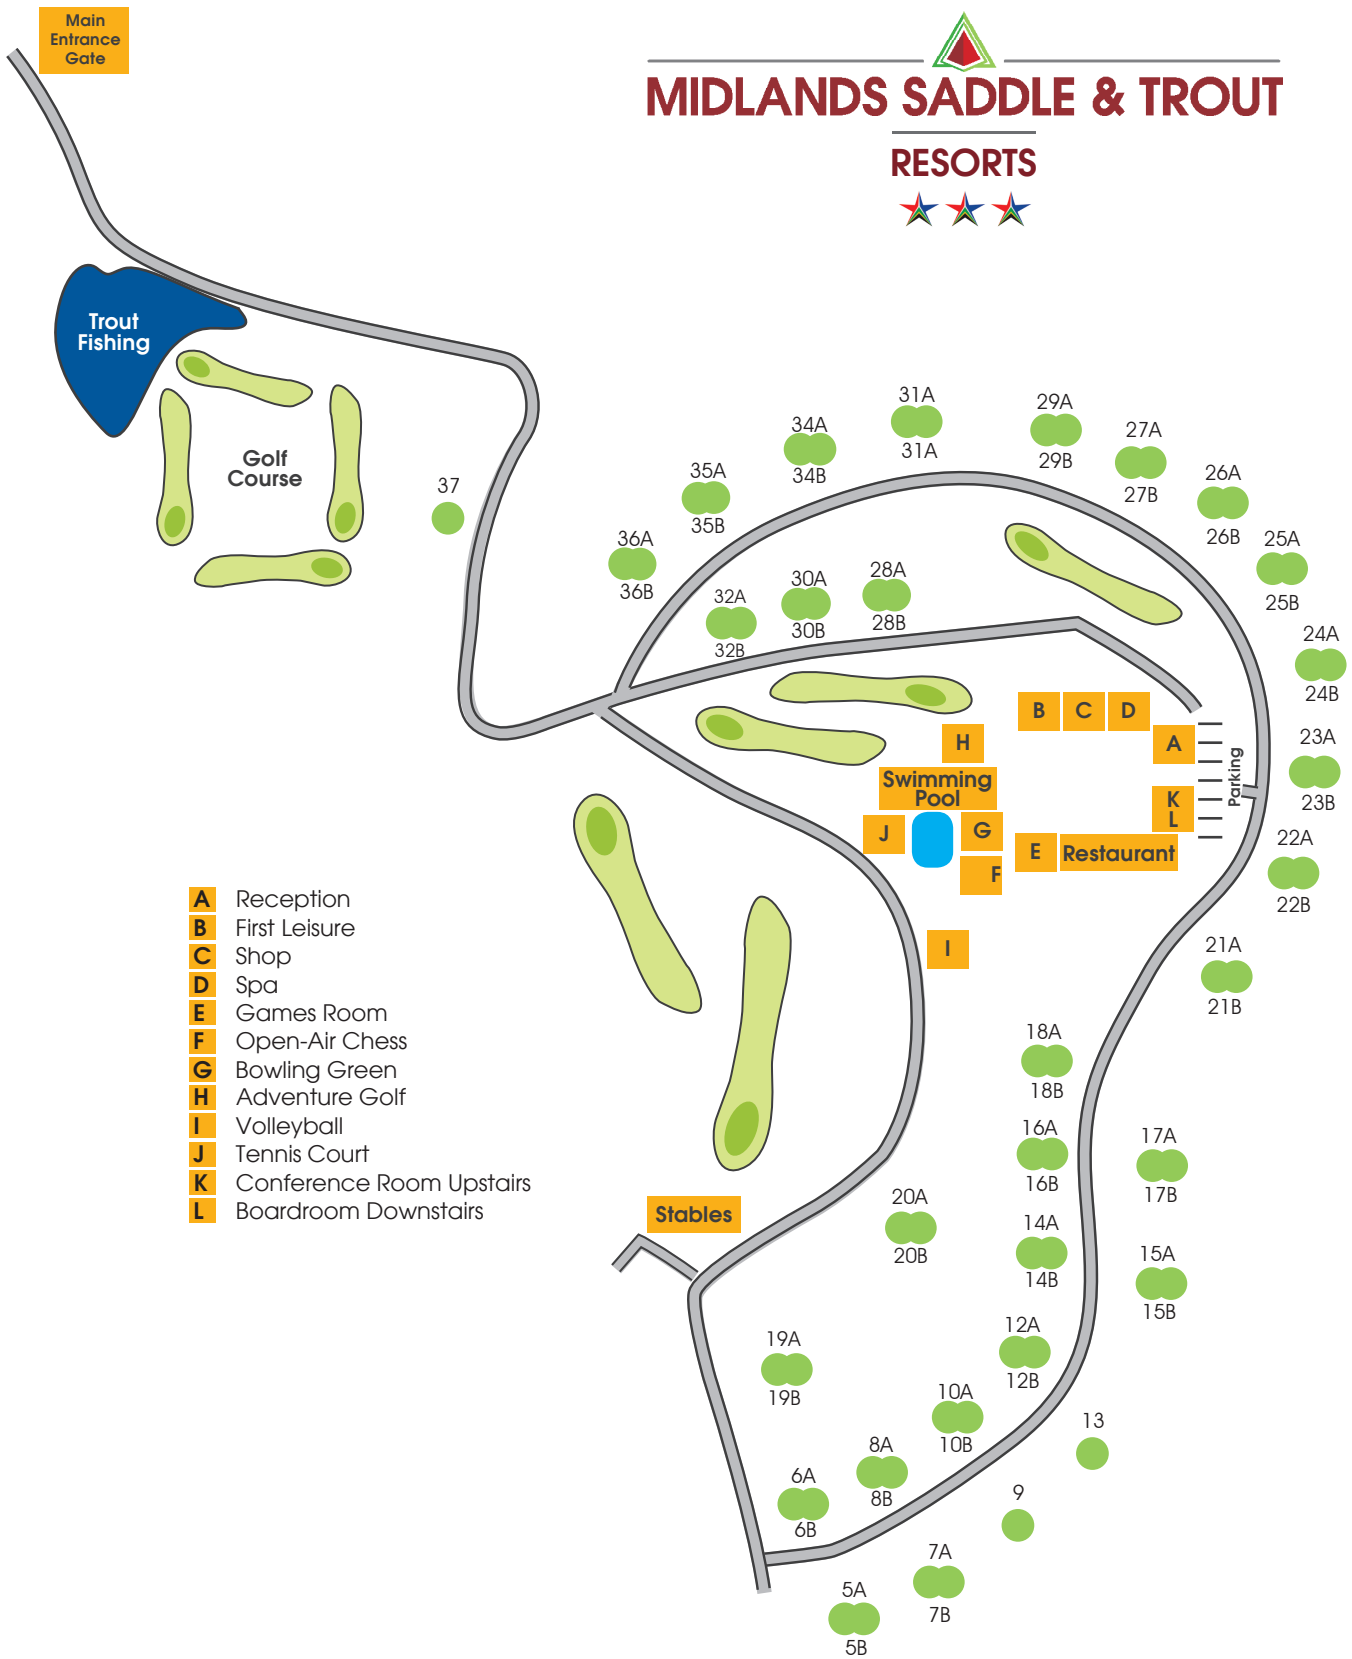 Main
Entrance
Gate
MIDLANDS SADDLE & TROUT
RESORTS
Trout
Fishing
Golf
Course
37
31A
31A
29A
29B
34A
34B
27A
27B
35A
35B
26A
26B
36A
36B
25A
25B
28A
28B
30A
30B
32A
32B
24A
24B
B
C
D
A
H
23A
23B
Parking
Swimming
Pool
K
L
J
G
E
Restaurant
F
22A
22B
I
21A
21B
A Reception
B First Leisure
C Shop
D Spa
E Games Room
F Open-Air Chess
G Bowling Green
H Adventure Golf
I Volleyball
J Tennis Court
K Conference Room Upstairs
L Boardroom Downstairs
18A
18B
16A
16B
17A
17B
Stables
20A
20B
14A
14B
15A
15B
19A
19B
12A
12B
10A
10B
13
8A
8B
6A
6B
9
7A
7B
5A
5B